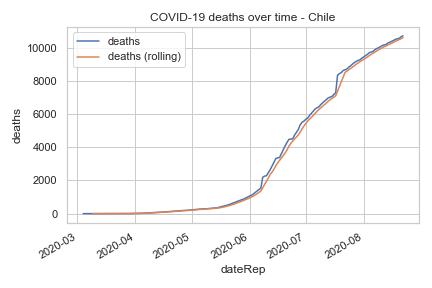 COVID-19 deaths over time - Chile
deaths
deaths (rolling)
10000
8000
6000
4000
2000
0
deaths
2020-03
2020-04
2020-05
2020-06
2020-07
2020-08
dateRep